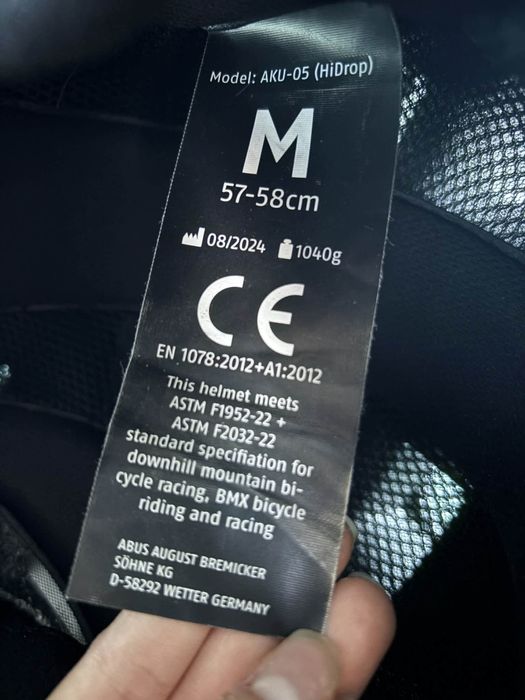 Model: AKU-05 (HiDrop)
M
57-58cm
08/2024 1040g
CE
EN 1078:2012+A1:2012
This helmet meets
ASTM F1952-22 +
ASTM F2032-22
standard specifiation for
downhill mountain bi-
cycle racing, BMX bicycle
riding and racing
ABUS AUGUST BREMICKER
SÖHNE KG
D-58292 WETTER GERMANY